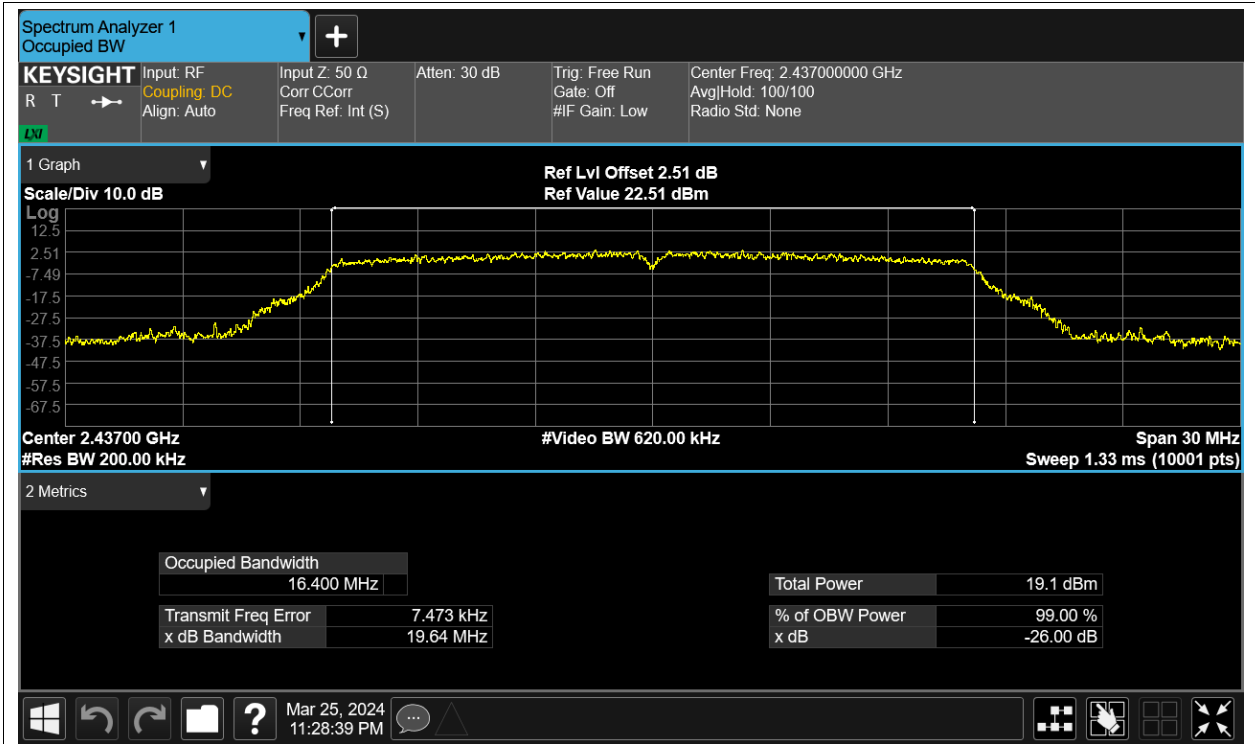 Spectrum Analyzer 1
Occupied BW
▼
+
KEYSIGHT
R T
LXI
Input: RF
Coupling: DC
Align: Auto
Input Z: 50 Ω
Corr CCorr
Freq Ref: Int (S)
Atten: 30 dB
Trig: Free Run
Gate: Off
#IF Gain: Low
Center Freq: 2.437000000 GHz
Avg|Hold: 100/100
Radio Std: None
1 Graph ▼
Scale/Div 10.0 dB
Ref Lvl Offset 2.51 dB
Ref Value 22.51 dBm
Log
12.5
2.51
-7.49
-17.5
-27.5
-37.5
-47.5
-57.5
-67.5
Center 2.43700 GHz
#Res BW 200.00 kHz
#Video BW 620.00 kHz
Span 30 MHz
Sweep 1.33 ms (10001 pts)
2 Metrics ▼
Occupied Bandwidth
16.400 MHz
Transmit Freq Error 7.473 kHz
x dB Bandwidth 19.64 MHz
Total Power 19.1 dBm
% of OBW Power 99.00 %
x dB -26.00 dB
?
Mar 25, 2024
11:28:39 PM